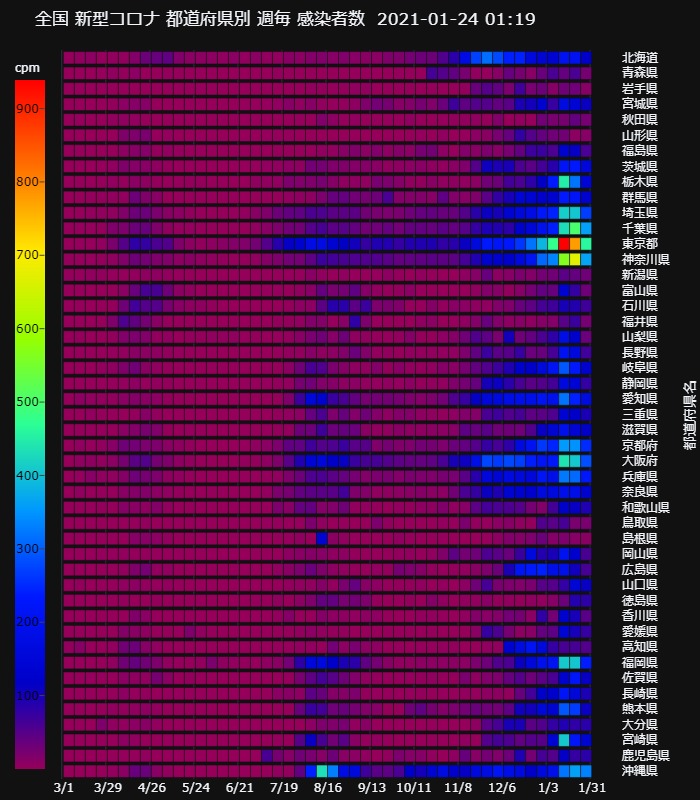 全国 新型コロナ 都道府県別 週毎 感染者数 2021-01-24 01:19
cpm
900
800
700
600
500
400
300
200
100
北海道
青森県
岩手県
宮城県
秋田県
山形県
福島県
茨城県
栃木県
群馬県
埼玉県
千葉県
東京都
神奈川県
新潟県
富山県
石川県
福井県
山梨県
長野県
岐阜県
静岡県
愛知県
三重県
滋賀県
京都府
大阪府
兵庫県
奈良県
和歌山県
鳥取県
島根県
岡山県
広島県
山口県
徳島県
香川県
愛媛県
高知県
福岡県
佐賀県
長崎県
熊本県
大分県
宮崎県
鹿児島県
沖縄県
都道府県名
3/1 3/29 4/26 5/24 6/21 7/19 8/16 9/13 10/11 11/8 12/6 1/3 1/31